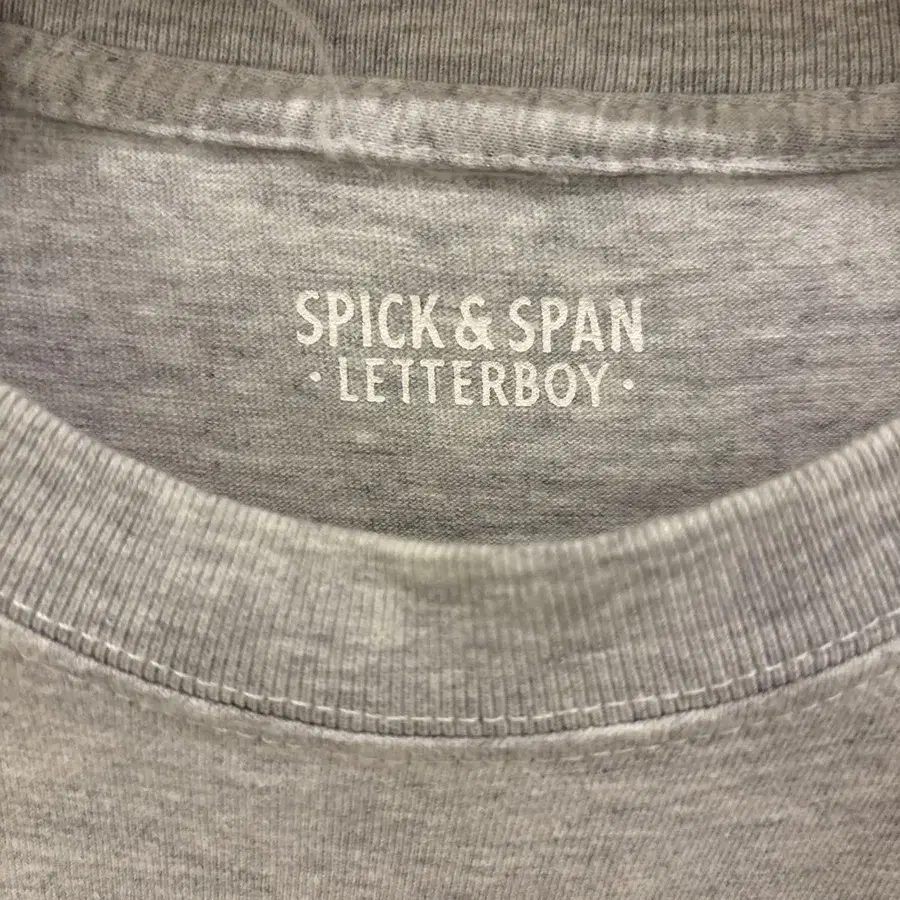 SPICK & SPAN
· LETTERBOY ·